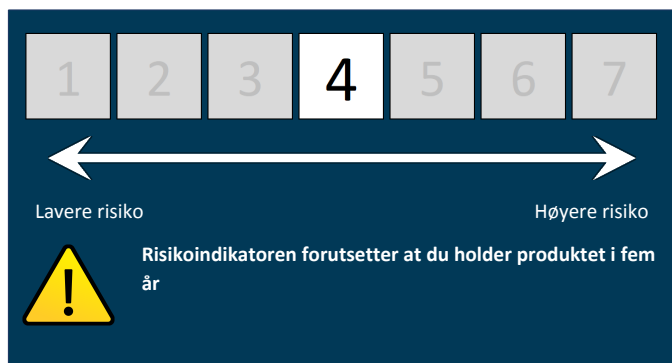 1 2 3 4 5 6 7
Lavere risiko Høyere risiko
Risikoindikatoren forutsetter at du holder produktet i fem
år